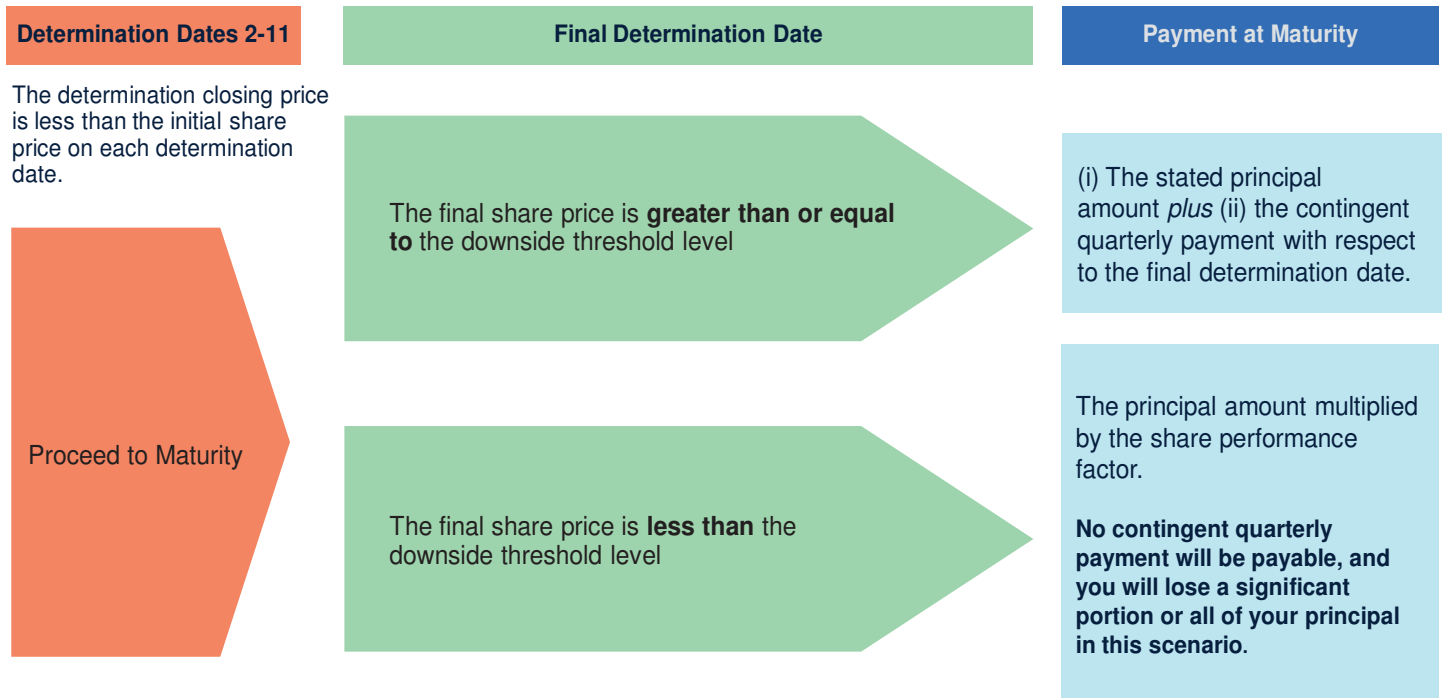 Determination Dates 2-11
Final Determination Date
Payment at Maturity
The determination closing price
is less than the initial share
price on each determination
date.
Proceed to Maturity
The final share price is greater than or equal
to the downside threshold level
(i) The stated principal
amount plus (ii) the contingent
quarterly payment with respect
to the final determination date.
The final share price is less than the
downside threshold level
The principal amount multiplied
by the share performance
factor.
No contingent quarterly
payment will be payable, and
you will lose a significant
portion or all of your principal
in this scenario.